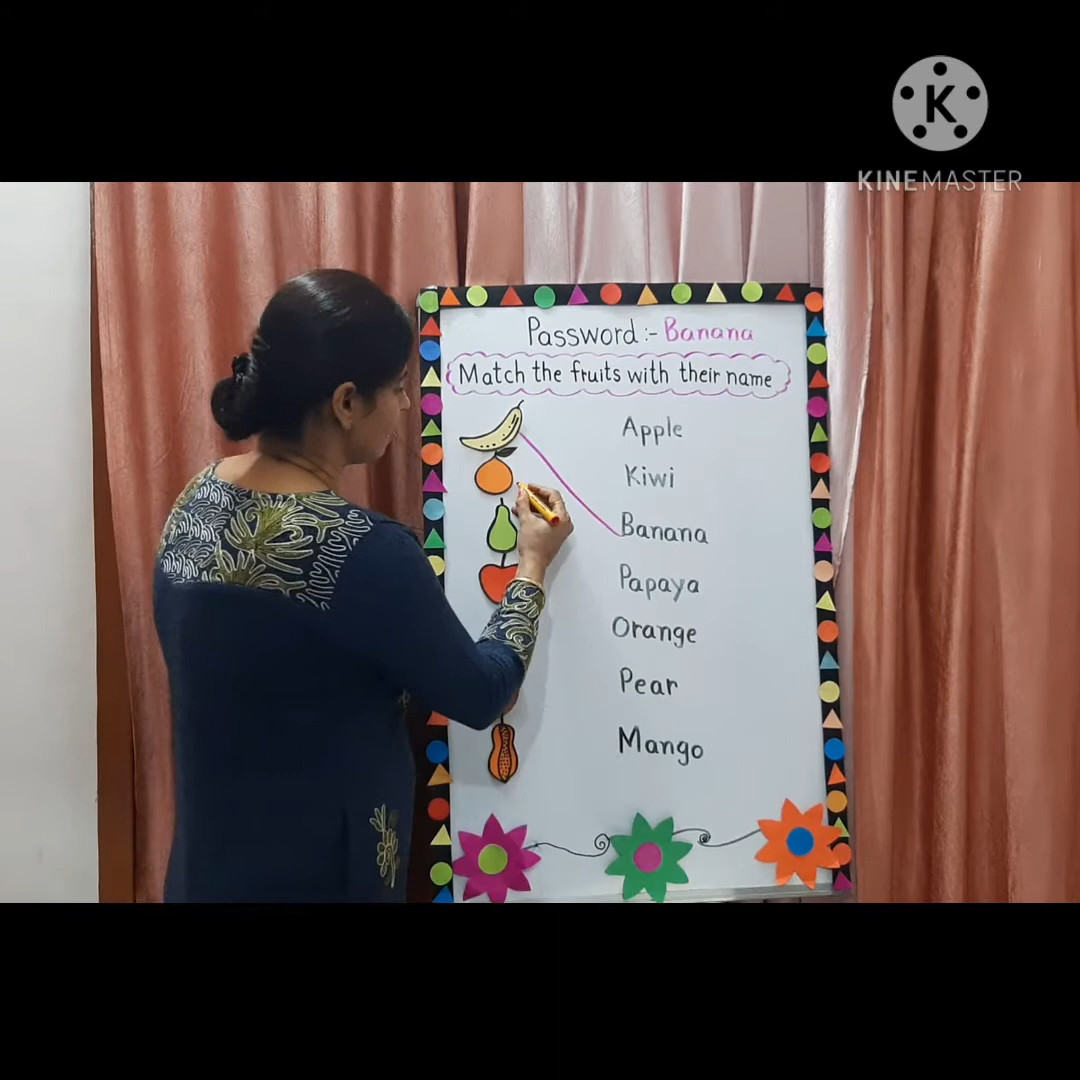 KINEMASTER
Password :- Banana
Match the fruits with their name
Apple
Kiwi
Banana
Papaya
Orange
Pear
Mango